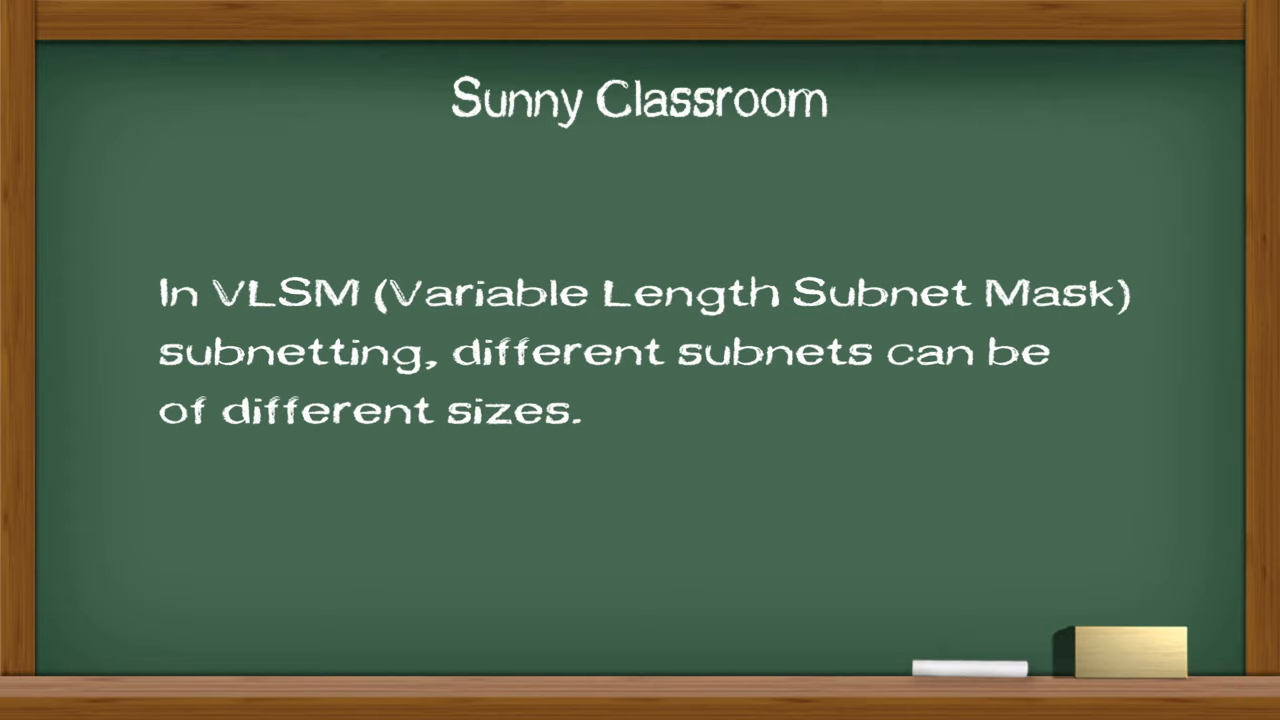 Sunny Classroom
In VLSM (Variable Length Subnet Mask)
subnetting, different subnets can be
of different sizes.